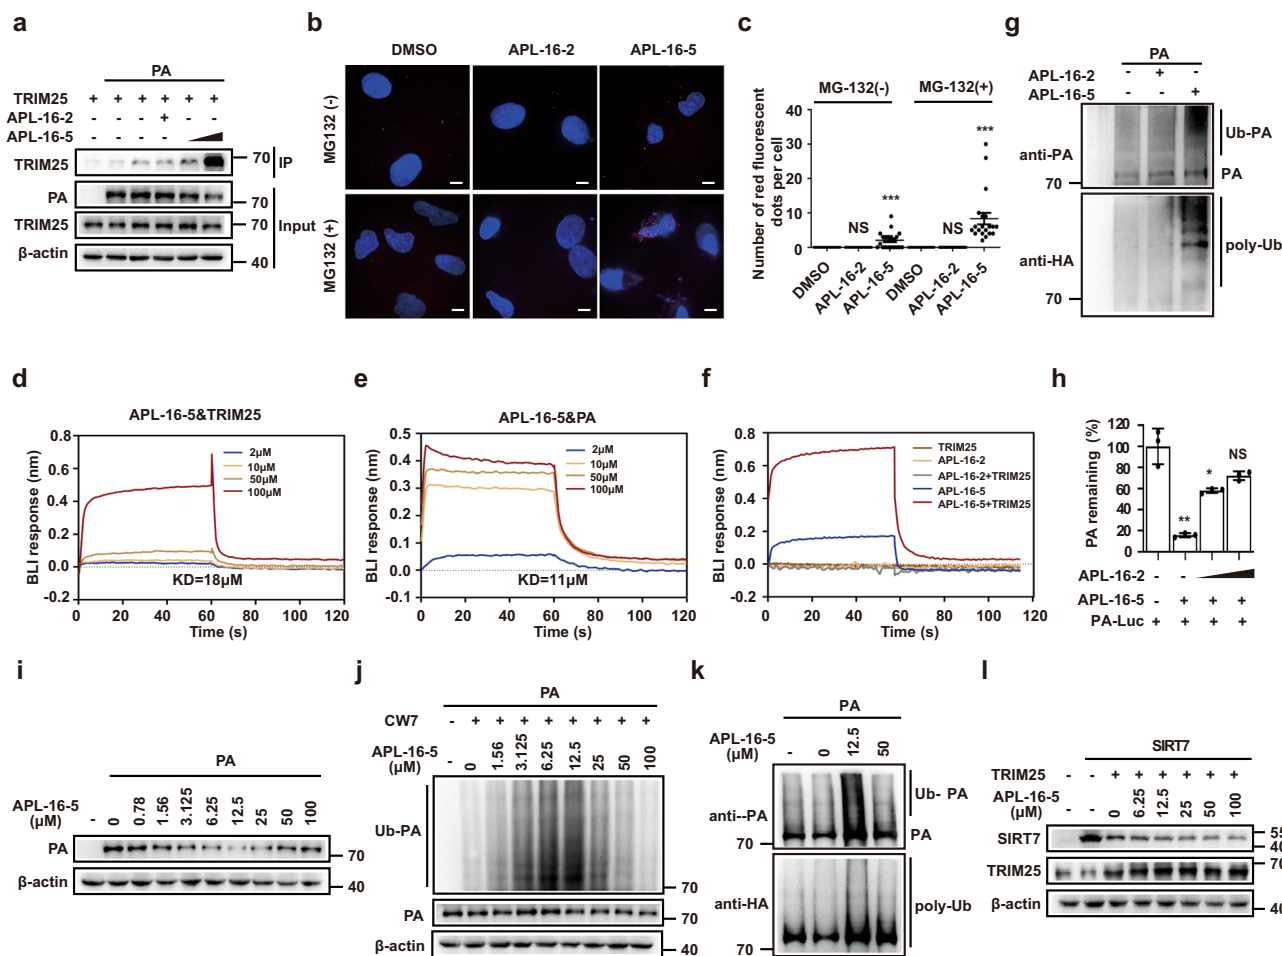 a
PA
TRIM25 + + + + + +
APL-16-2 - - - + - -
APL-16-5 - - - -
TRIM25 70 IP
PA 70
TRIM25 70 Input
β-actin 40
b
DMSO APL-16-2 APL-16-5
MG132 (-)
MG132 (+)
c
MG-132(-) MG-132(+)
Number of red fluorescent
dots per cell
40
30
20
10
0
NS *** NS ***
DMSO APL-16-2 APL-16-5 DMSO APL-16-2 APL-16-5
g
PA
APL-16-2 - + -
APL-16-5 - - +
anti-PA Ub-PA
PA
70
anti-HA poly-Ub
70
d
APL-16-5&TRIM25
BLI response (nm)
0.8
0.6
0.4
0.2
0.0
-0.2
2μM
10μM
50μM
100μM
KD=18μM
0 20 40 60 80 100 120
Time (s)
e
APL-16-5&PA
BLI response (nm)
0.5
0.4
0.3
0.2
0.1
0.0
-0.1
2μM
10μM
50μM
100μM
KD=11μM
0 20 40 60 80 100 120
Time (s)
f
BLI response (nm)
0.8
0.6
0.4
0.2
0.0
-0.2
TRIM25
APL-16-2
APL-16-2+TRIM25
APL-16-5
APL-16-5+TRIM25
0 20 40 60 80 100 120
Time (s)
h
PA remaining (%)
120
100
80
60
40
20
0
** * NS
APL-16-2 - -
APL-16-5 - + + +
PA-Luc + + + +
i
PA
APL-16-5
(μM)
- 0 0.78 1.56 3.125 6.25 12.5 25 50 100
PA 70
β-actin 40
j
PA
CW7 - + + + + + + + +
APL-16-5
(μM)
- 0 1.56 3.125 6.25 12.5 25 50 100
Ub-PA
70
PA 70
β-actin 40
k
PA
APL-16-5
(μM)
- 0 12.5 50
anti--PA Ub- PA
PA
70
anti-HA poly-Ub
70
l
SIRT7
TRIM25 - - + + + + + +
APL-16-5
(μM)
- - 0 6.25 12.5 25 50 100
SIRT7 55
40
TRIM25 70
β-actin 40